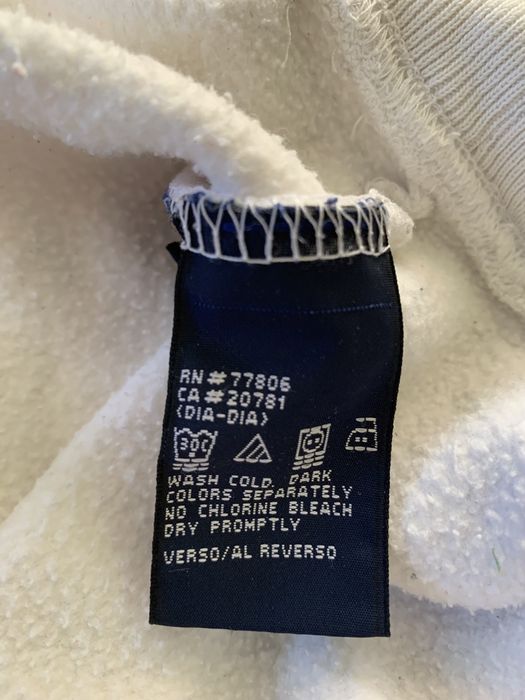 RN # 77806
CA # 20781
(DIA-DIA)
30C
WASH COLD. DARK
COLORS SEPARATELY
NO CHLORINE BLEACH
DRY PROMPTLY
VERSO/AL REVERSO